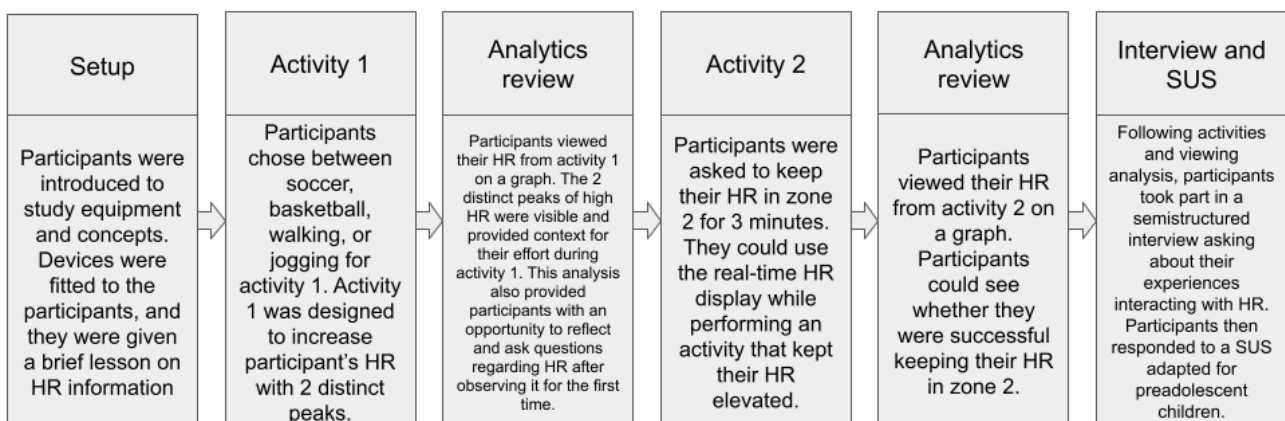 Setup
Participants were
introduced to
study equipment
and concepts.
Devices were
fitted to the
participants, and
they were given
a brief lesson on
HR information
Activity 1
Participants
chose between
soccer,
basketball,
walking, or
jogging for
activity 1. Activity
1 was designed
to increase
participant's HR
with 2 distinct
peaks.
Analytics
review
Participants viewed
their HR from activity 1
on a graph. The 2
distinct peaks of high
HR were visible and
provided context for
their effort during
activity 1. This analysis
also provided
participants with an
opportunity to reflect
and ask questions
regarding HR after
observing it for the first
time.
Activity 2
Participants were
asked to keep
their HR in zone
2 for 3 minutes.
They could use
the real-time HR
display while
performing an
activity that kept
their HR
elevated.
Analytics
review
Participants
viewed their HR
from activity 2 on
a graph.
Participants
could see
whether they
were successful
keeping their HR
in zone 2.
Interview and
SUS
Following activities
and viewing
analysis, participants
took part in a
semistructured
interview asking
about their
experiences
interacting with HR.
Participants then
responded to a SUS
adapted for
preadolescent
children.